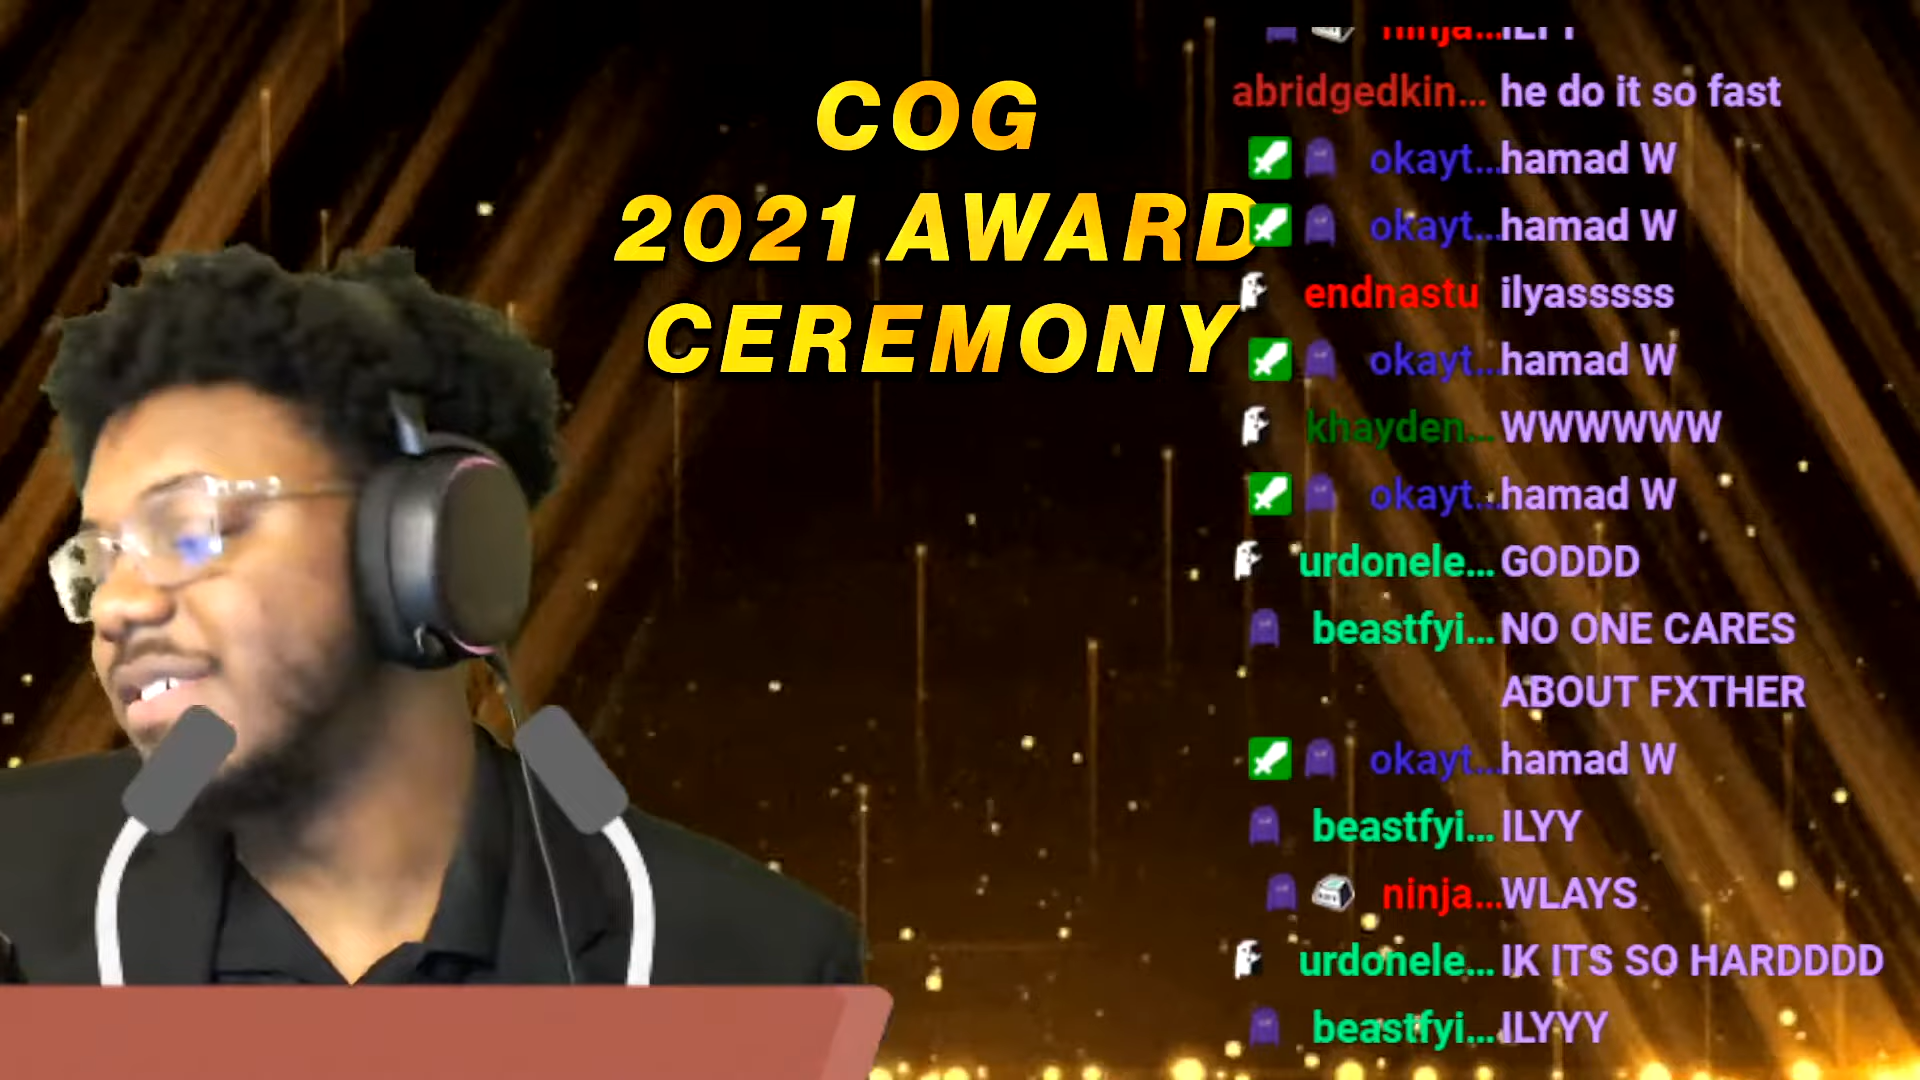 COG
2021 AWARD
CEREMONY
ninja...
abridgedkin... he do it so fast
okayt... hamad W
okayt... hamad W
endnastu ilyasssss
okayt... hamad W
khayden... WWWWWW
okayt... hamad W
urdonele... GODDD
beastfyi... NO ONE CARES
ABOUT FXTHER
okayt... hamad W
beastfyi... ILYY
ninja... WLAYS
urdonele... IK ITS SO HARDDDD
beastfyi... ILYYY